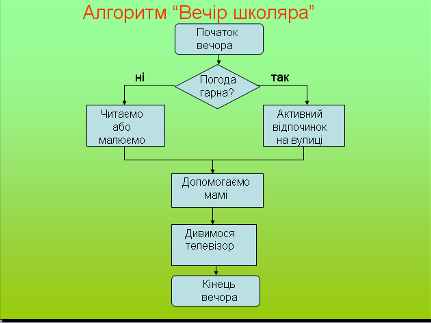 Алгоритм “Вечір школяра”
Початок
вечора
ні
Погода
гарна?
так
Читаємо
або
малюємо
Активний
відпочинок
на вулиці
Допомогаємо
мамі
Дивимося
телевізор
Кінець
вечора